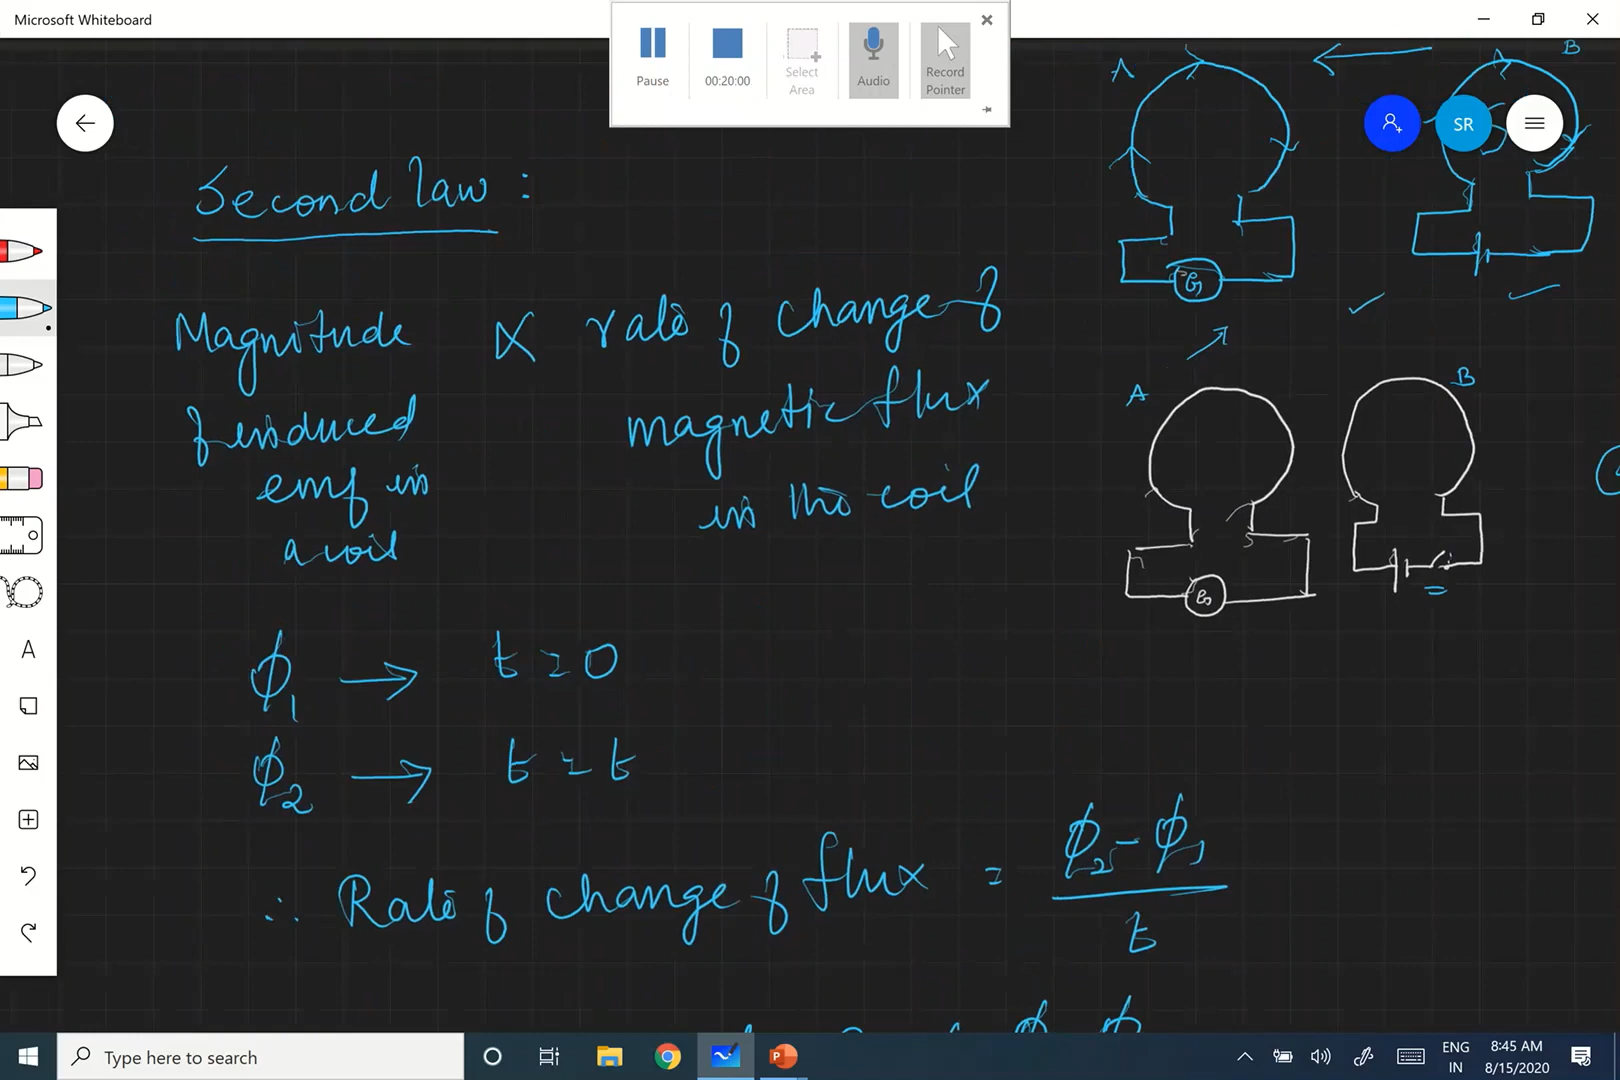 Microsoft Whiteboard
Pause
00:20:00
Select Area
Audio
Record Pointer
SR
Second law :
Magnitude ∝ rate of change of
of induced magnetic flux
emf in in the coil
a coil
ϕ1 → t = 0
ϕ2 → t = t
∴ Rate of change of flux = ϕ2 - ϕ1 / t
A
B
G
A
B
G
A
Type here to search
ENG
IN
8:45 AM
8/15/2020